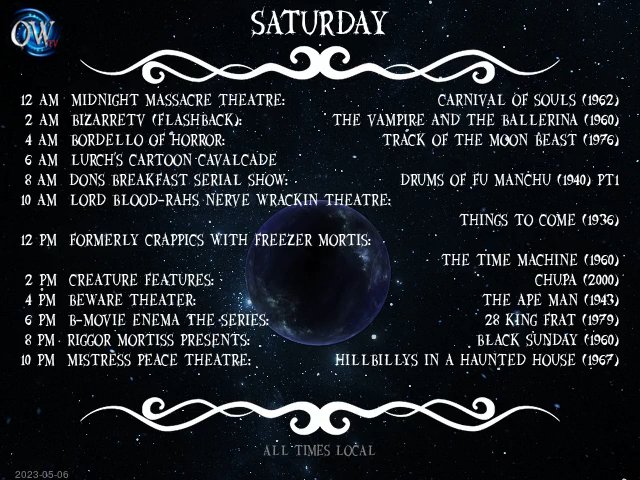 OW TV
SATURDAY
12 AM MIDNIGHT MASSACRE THEATRE: CARNIVAL OF SOULS (1962)
2 AM BIZARRETV (FLASHBACK): THE VAMPIRE AND THE BALLERINA (1960)
4 AM BORDELLO OF HORROR: TRACK OF THE MOON BEAST (1976)
6 AM LURCH'S CARTOON CAVALCADE
8 AM DONS BREAKFAST SERIAL SHOW: DRUMS OF FU MANCHU (1940) PT1
10 AM LORD BLOOD-RAHS NERVE WRACKIN THEATRE:
THINGS TO COME (1936)
12 PM FORMERLY CRAPPICS WITH FREEZER MORTIS:
THE TIME MACHINE (1960)
2 PM CREATURE FEATURES: CHUPA (2000)
4 PM BEWARE THEATER: THE APE MAN (1943)
6 PM B-MOVIE ENEMA THE SERIES: 28 KING FRAT (1979)
8 PM RIGGOR MORTISS PRESENTS: BLACK SUNDAY (1960)
10 PM MISTRESS PEACE THEATRE: HILLBILLYS IN A HAUNTED HOUSE (1967)
ALL TIMES LOCAL
2023-05-06